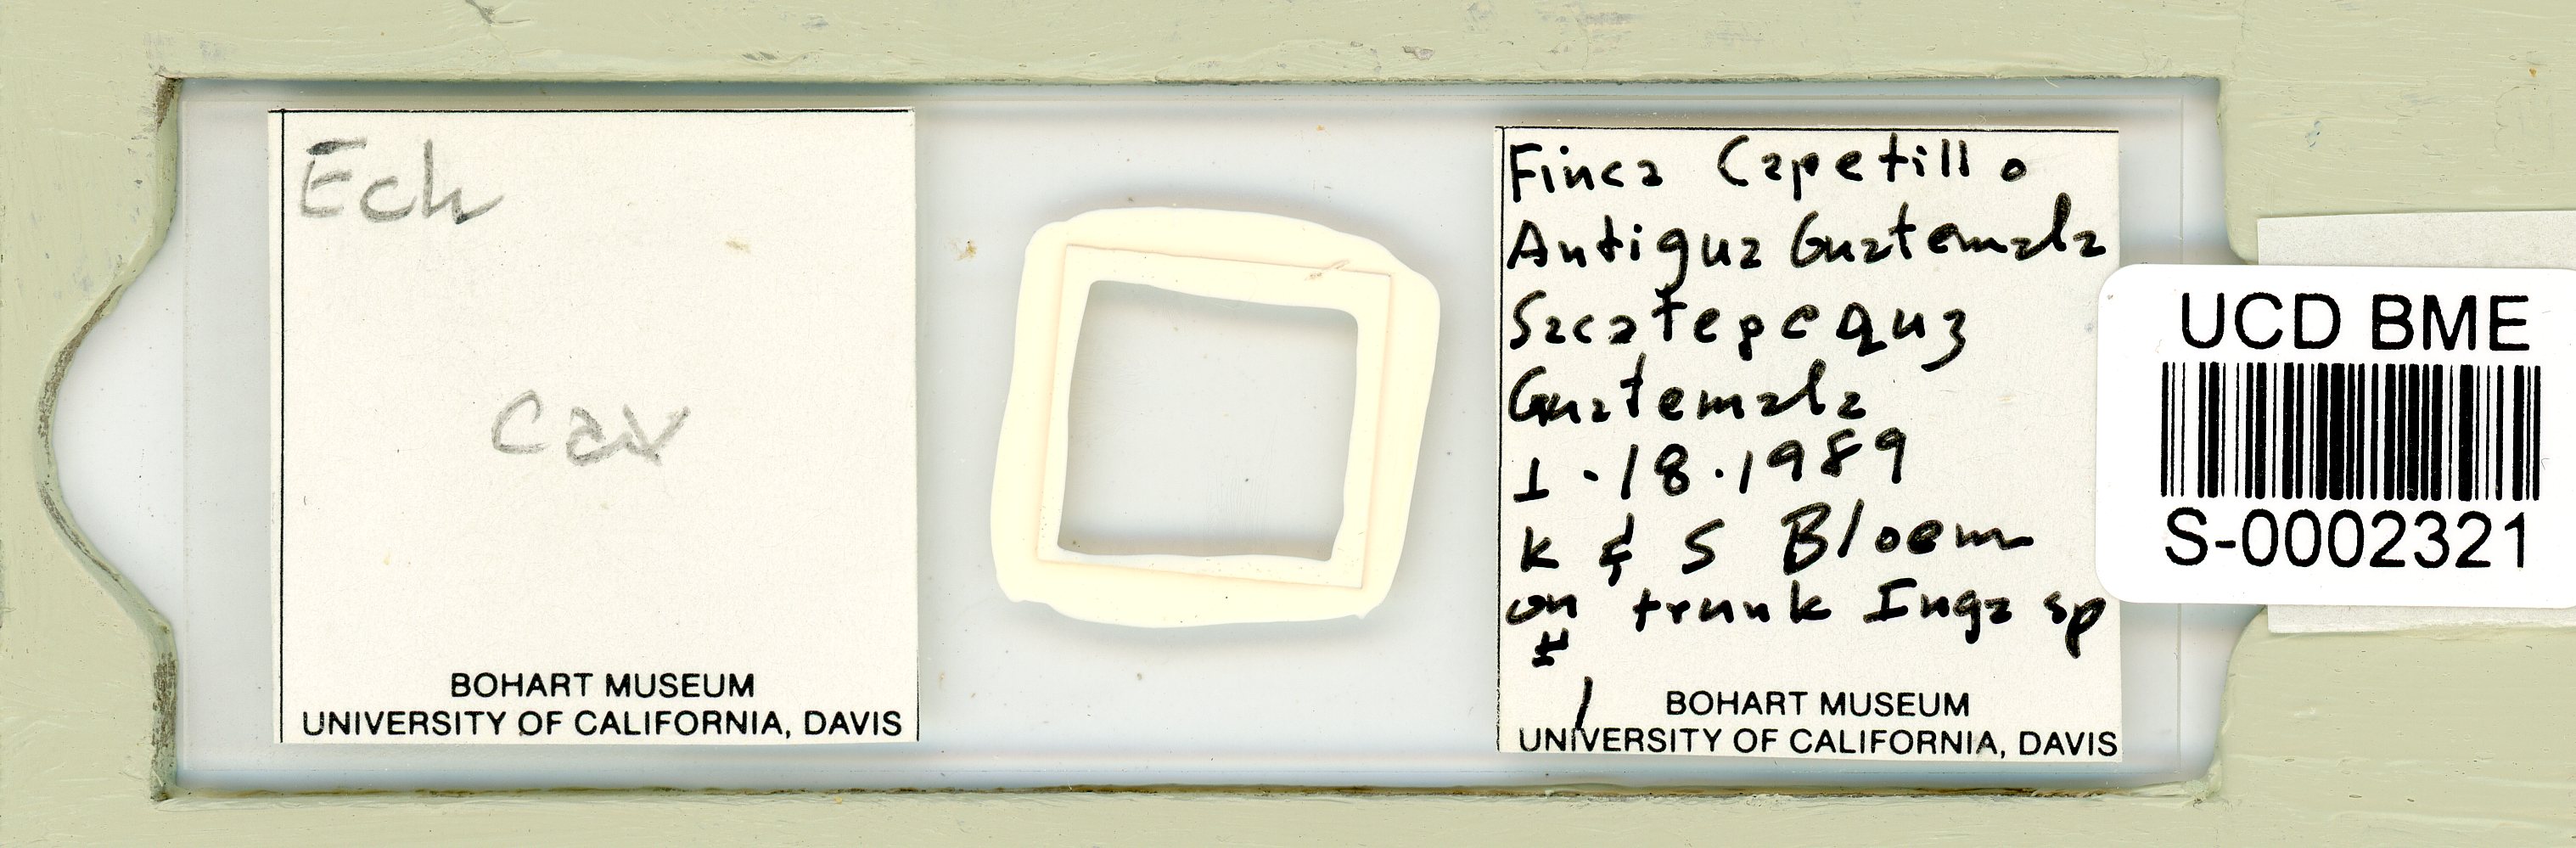 Ech
cav
BOHART MUSEUM
UNIVERSITY OF CALIFORNIA, DAVIS
Finca Capetillo
Antigua Guatemala
Sacatepequz
Guatemala
I.18.1989
K & S Bloem
on trunk Inga sp
# 1
BOHART MUSEUM
UNIVERSITY OF CALIFORNIA, DAVIS
UCD BME
S-0002321